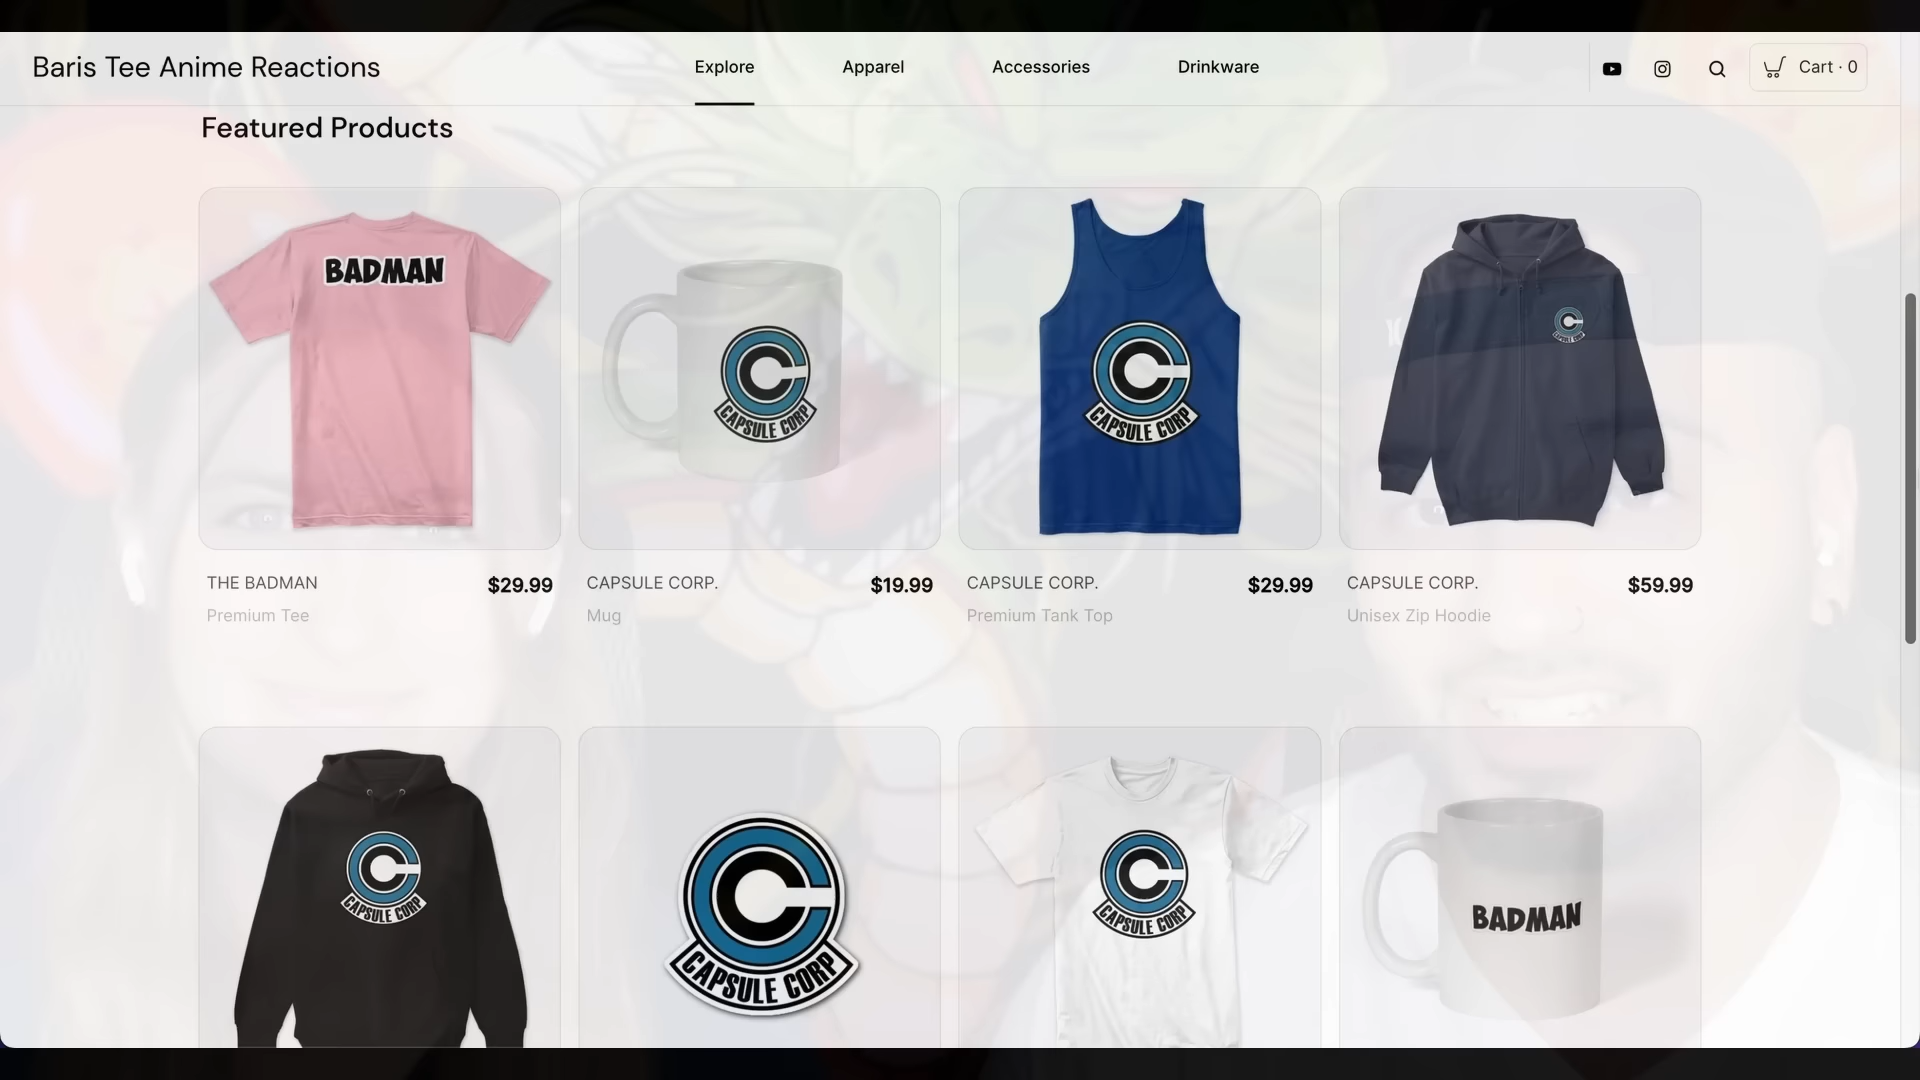 Baris Tee Anime Reactions
Explore
Apparel
Accessories
Drinkware
Cart · 0
Featured Products
BADMAN
CAPSULE CORP
CAPSULE CORP
CAPSULE CORP
THE BADMAN
$29.99
Premium Tee
CAPSULE CORP.
$19.99
Mug
CAPSULE CORP.
$29.99
Premium Tank Top
CAPSULE CORP.
$59.99
Unisex Zip Hoodie
CAPSULE CORP
CAPSULE CORP
CAPSULE CORP
BADMAN